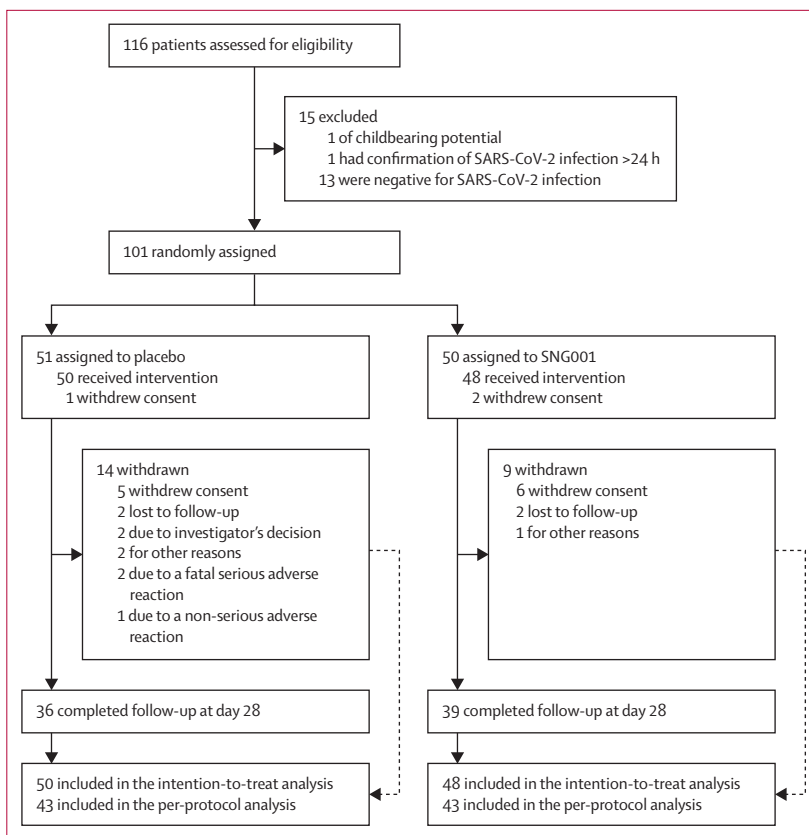 116 patients assessed for eligibility
15 excluded
1 of childbearing potential
1 had confirmation of SARS-CoV-2 infection >24 h
13 were negative for SARS-CoV-2 infection
101 randomly assigned
51 assigned to placebo
50 received intervention
1 withdrew consent
50 assigned to SNG001
48 received intervention
2 withdrew consent
14 withdrawn
5 withdrew consent
2 lost to follow-up
2 due to investigator's decision
2 for other reasons
2 due to a fatal serious adverse
reaction
1 due to a non-serious adverse
reaction
9 withdrawn
6 withdrew consent
2 lost to follow-up
1 for other reasons
36 completed follow-up at day 28
39 completed follow-up at day 28
50 included in the intention-to-treat analysis
43 included in the per-protocol analysis
48 included in the intention-to-treat analysis
43 included in the per-protocol analysis